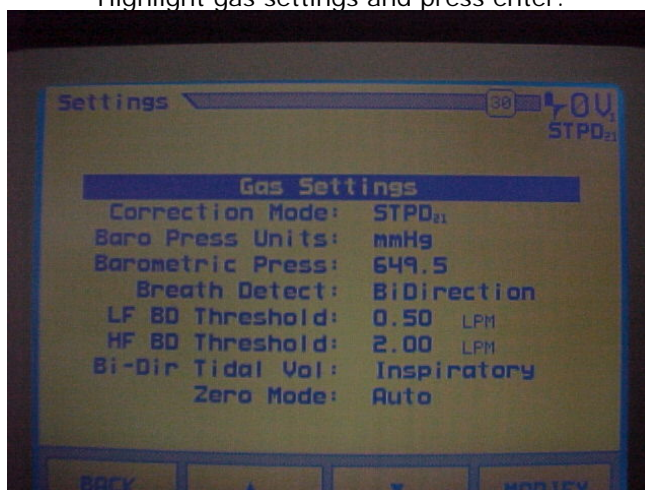 Highlight gas settings and press enter.
Settings 30 0 V1
STPD21
Gas Settings
Correction Mode: STPD21
Baro Press Units: mmHg
Barometric Press: 649.5
Breath Detect: BiDirection
LF BD Threshold: 0.50 LPM
HF BD Threshold: 2.00 LPM
Bi-Dir Tidal Vol: Inspiratory
Zero Mode: Auto
BACK MODIFY